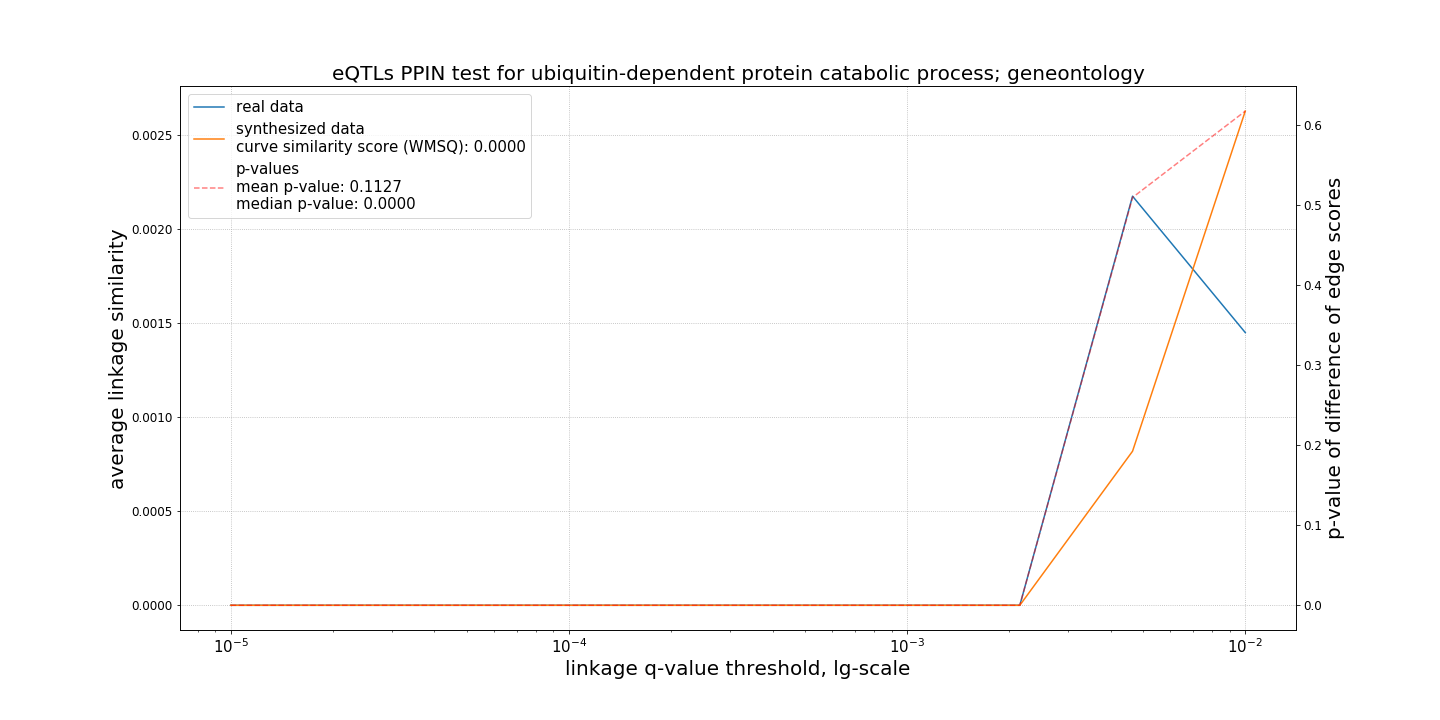 eQTLs PPIN test for ubiquitin-dependent protein catabolic process; geneontology
real data
synthesized data
curve similarity score (WMSQ): 0.0000
p-values
mean p-value: 0.1127
median p-value: 0.0000
average linkage similarity
0.0025
0.0020
0.0015
0.0010
0.0005
0.0000
0.6
0.5
0.4
0.3
0.2
0.1
0.0
p-value of difference of edge scores
10⁻⁵ 10⁻⁴ 10⁻³ 10⁻²
linkage q-value threshold, lg-scale